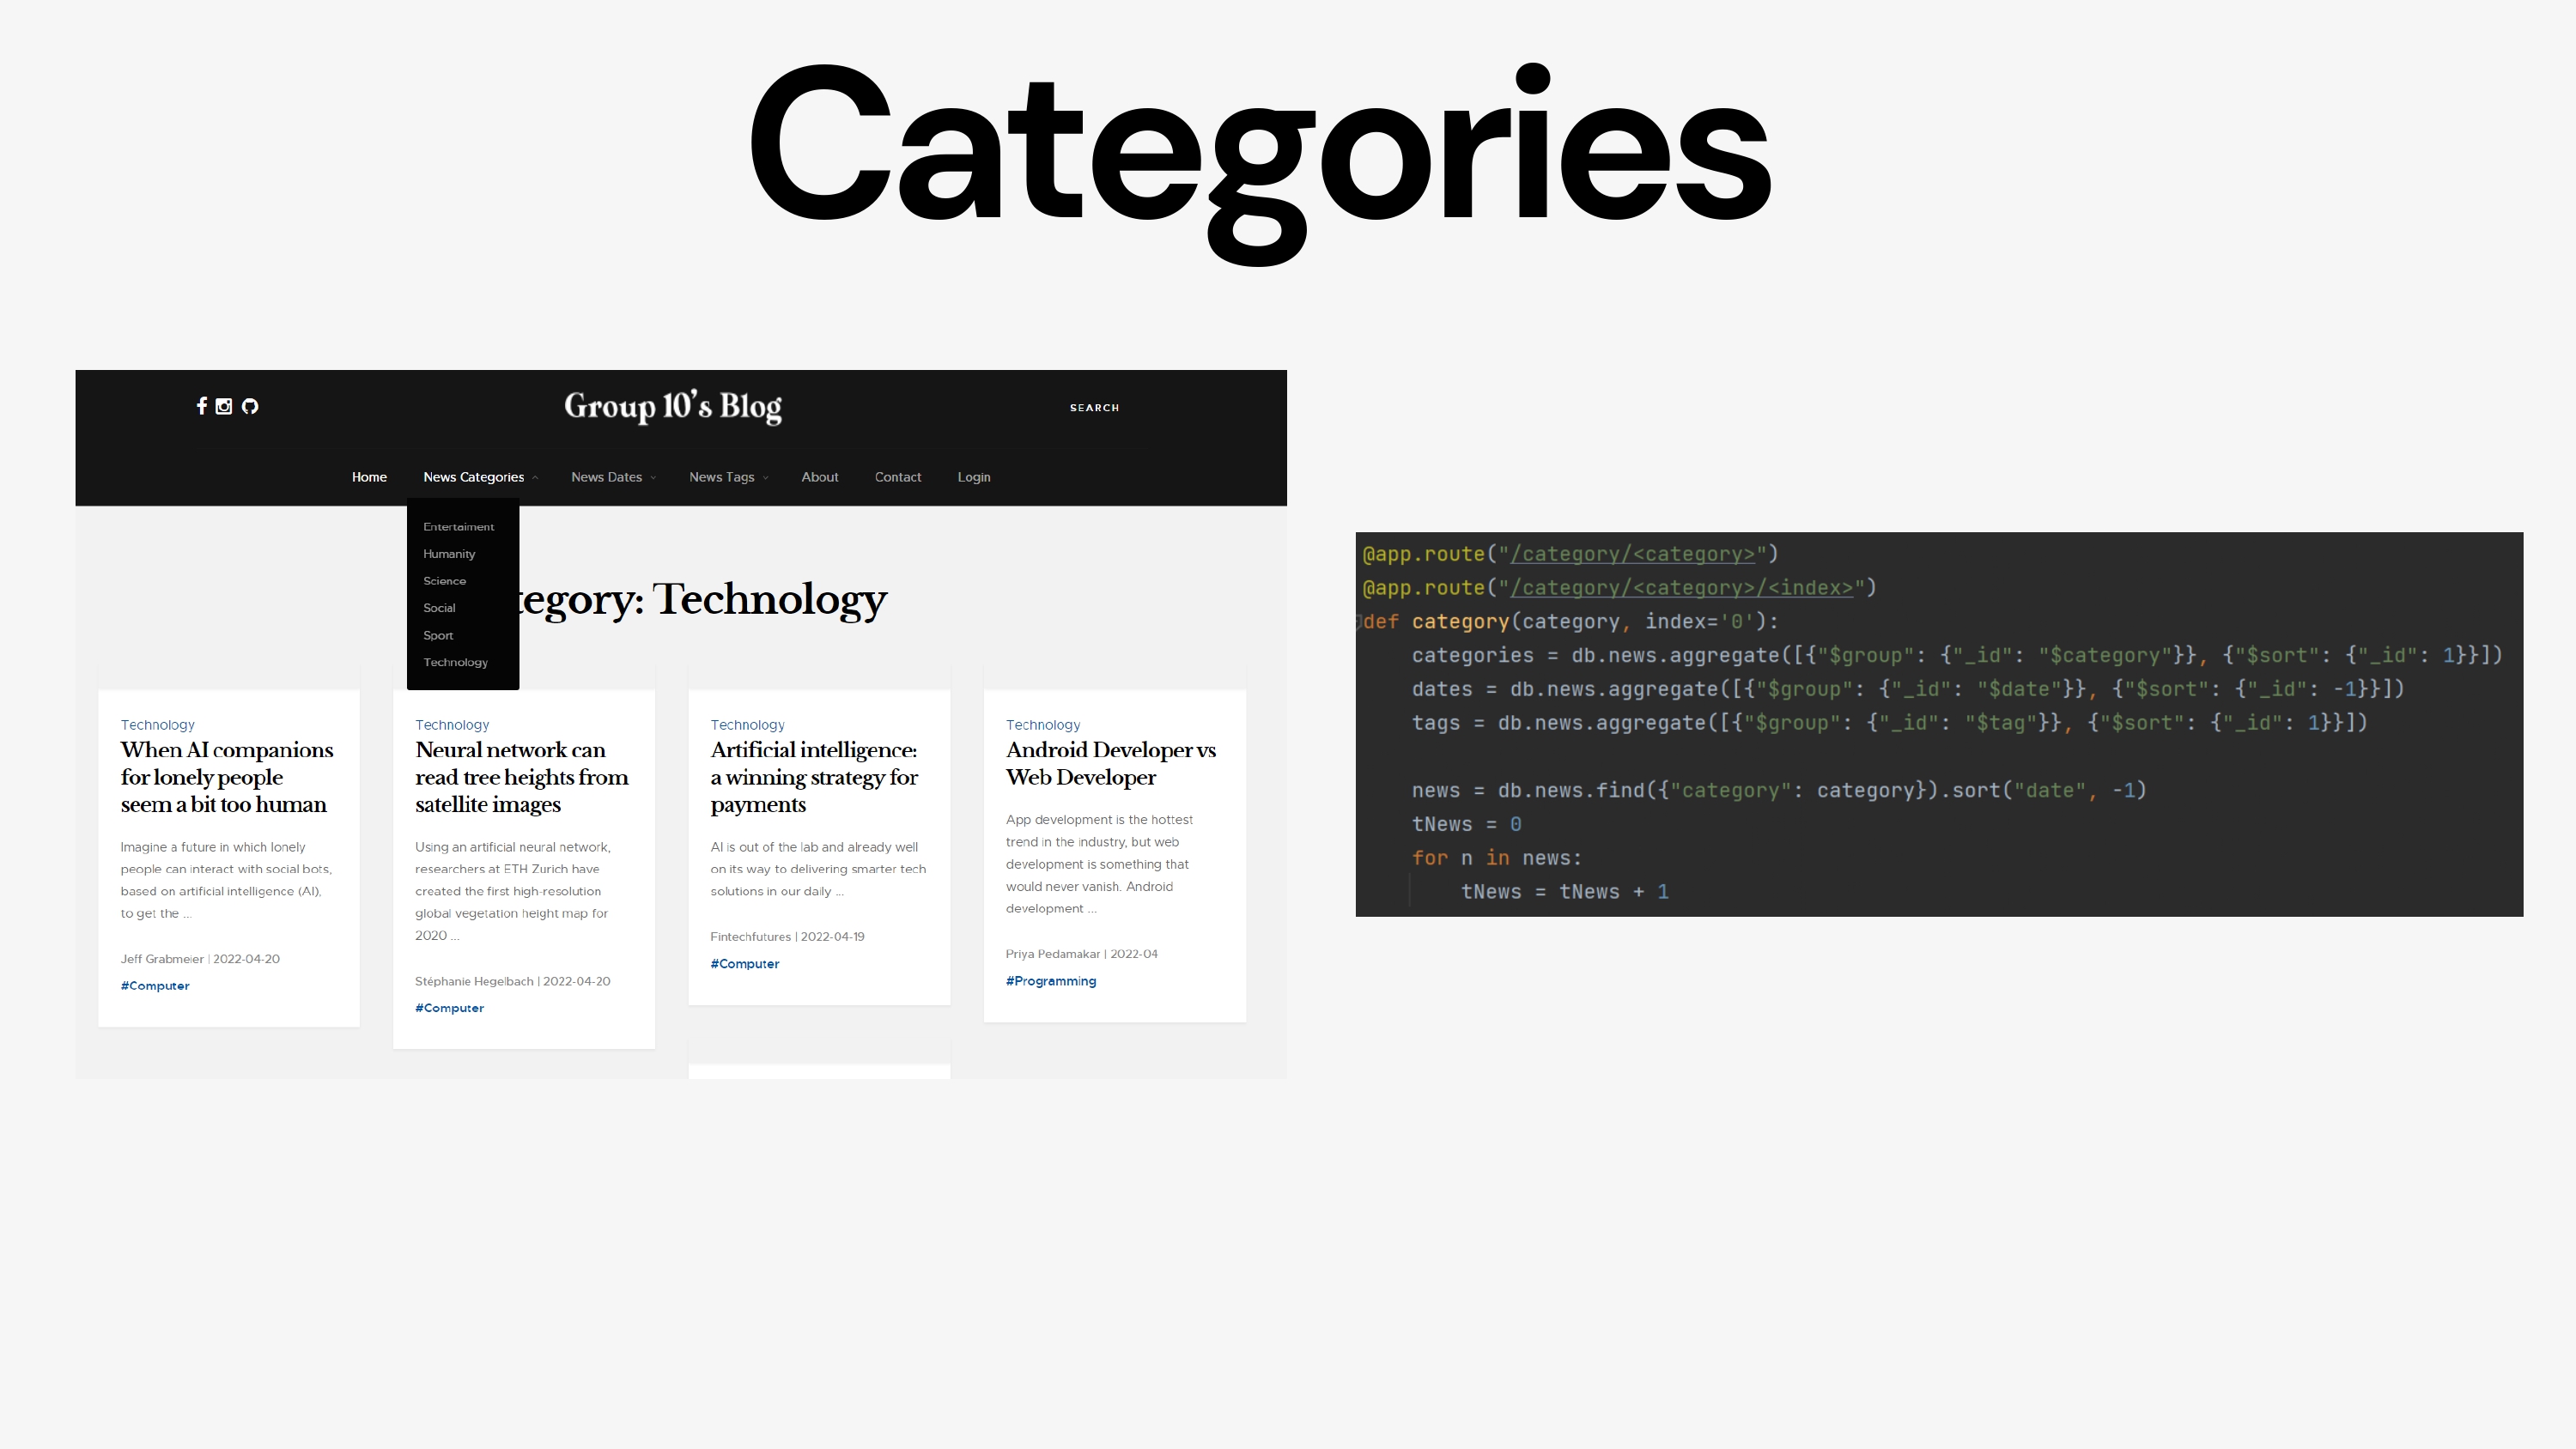 Categories
Group 10's Blog
SEARCH
Home News Categories News Dates News Tags About Contact Login
Entertaiment
Humanity
Science
Social
Sport
Technology
tegory: Technology
Technology
When AI companions
for lonely people
seem a bit too human
Imagine a future in which lonely
people can interact with social bots,
based on artificial intelligence (AI),
to get the ...
Jeff Grabmeier | 2022-04-20
#Computer
Technology
Neural network can
read tree heights from
satellite images
Using an artificial neural network,
researchers at ETH Zurich have
created the first high-resolution
global vegetation height map for
2020 ...
Stéphanie Hegelbach | 2022-04-20
#Computer
Technology
Artificial intelligence:
a winning strategy for
payments
AI is out of the lab and already well
on its way to delivering smarter tech
solutions in our daily ...
Fintechfutures | 2022-04-19
#Computer
Technology
Android Developer vs
Web Developer
App development is the hottest
trend in the industry, but web
development is something that
would never vanish. Android
development ...
Priya Pedamakar | 2022-04
#Programming
@app.route("/category/<category>")
@app.route("/category/<category>/<index>")
def category(category, index='0'):
categories = db.news.aggregate([{"$group": {"_id": "$category"}}, {"$sort": {"_id": 1}}])
dates = db.news.aggregate([{"$group": {"_id": "$date"}}, {"$sort": {"_id": -1}}])
tags = db.news.aggregate([{"$group": {"_id": "$tag"}}, {"$sort": {"_id": 1}}])
news = db.news.find({"category": category}).sort("date", -1)
tNews = 0
for n in news:
tNews = tNews + 1